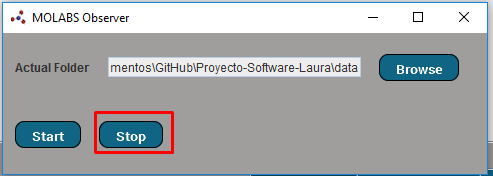 MOLABS Observer
Actual Folder mentos\GitHub\Proyecto-Software-Laura\data Browse
Start Stop